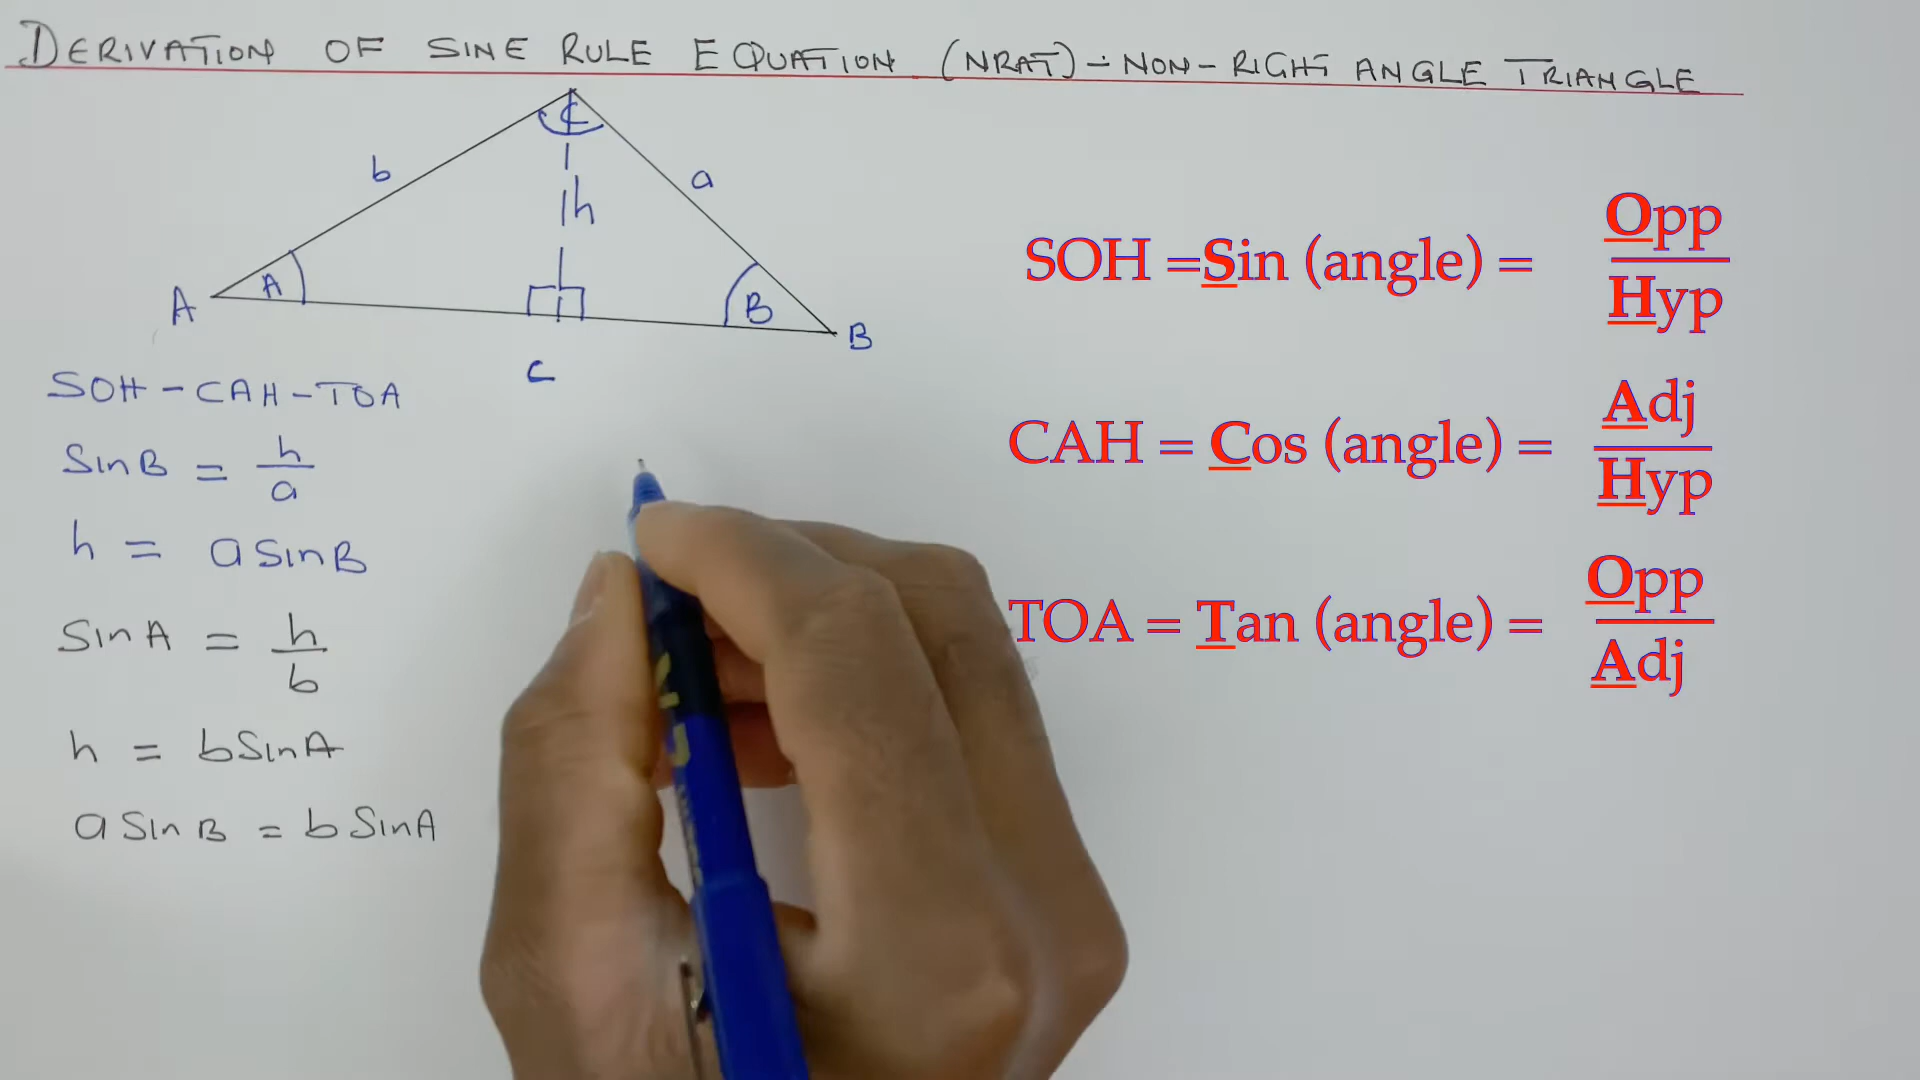 DERIVATION OF SINE RULE EQUATION (NRAT) - NON-RIGHT ANGLE TRIANGLE
C
b
a
h
A
A
B
B
c
SOH-CAH-TOA
SinB = h/a
h = aSinB
SinA = h/b
h = bSinA
aSinB = bSinA
SOH =Sin (angle) = Opp/Hyp
CAH = Cos (angle) = Adj/Hyp
TOA = Tan (angle) = Opp/Adj